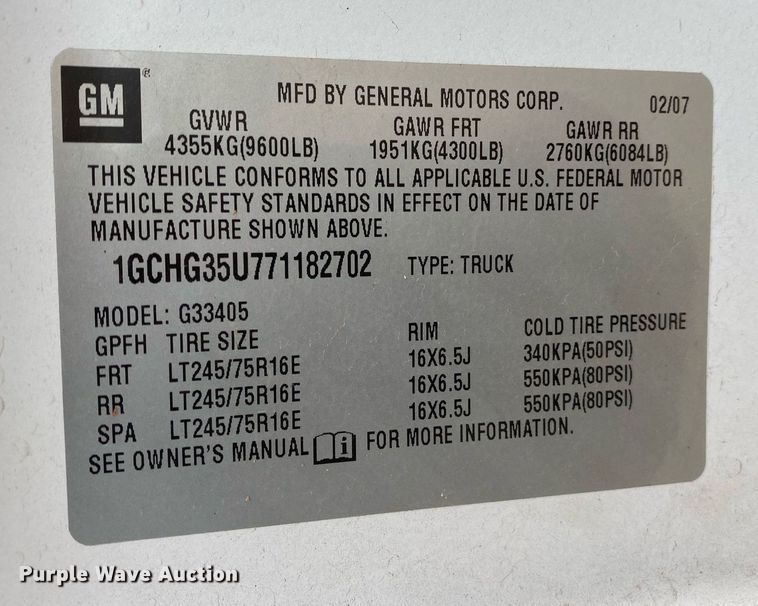 GM
MFD BY GENERAL MOTORS CORP. 02/07
GVWR GAWR FRT GAWR RR
4355KG(9600LB) 1951KG(4300LB) 2760KG(6084LB)
THIS VEHICLE CONFORMS TO ALL APPLICABLE U.S. FEDERAL MOTOR
VEHICLE SAFETY STANDARDS IN EFFECT ON THE DATE OF
MANUFACTURE SHOWN ABOVE.
1GCHG35U771182702 TYPE: TRUCK
MODEL: G33405
GPFH TIRE SIZE RIM COLD TIRE PRESSURE
FRT LT245/75R16E 16X6.5J 340KPA(50PSI)
RR LT245/75R16E 16X6.5J 550KPA(80PSI)
SPA LT245/75R16E 16X6.5J 550KPA(80PSI)
SEE OWNER'S MANUAL i FOR MORE INFORMATION.
Purple Wave Auction